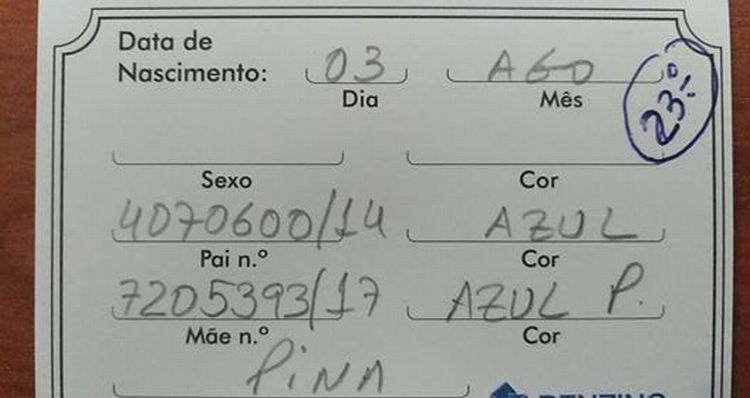 Data de
Nascimento: 03 AGO
Dia Mês
23.º
Sexo Cor
4070600/14 AZUL
Pai n.º Cor
7205393/17 AZUL P.
Mãe n.º Cor
PINA